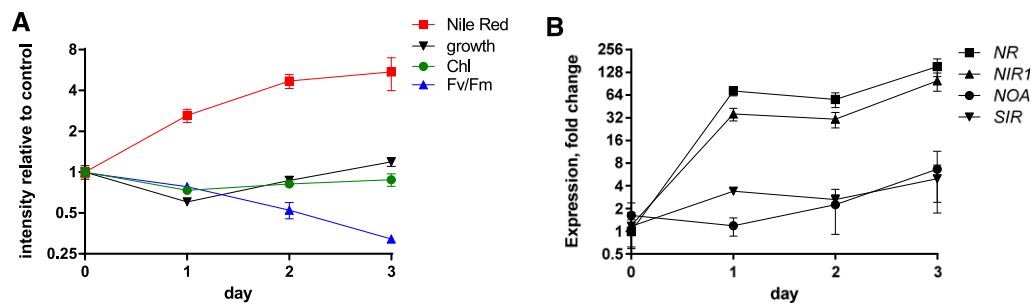 A
intensity relative to control
8
4
2
1
0.5
0.25
0
1
2
3
day
Nile Red
growth
Chl
Fv/Fm
B
Expression, fold change
256
128
64
32
16
8
4
2
1
0.5
0
1
2
3
day
NR
NIR1
NOA
SIR